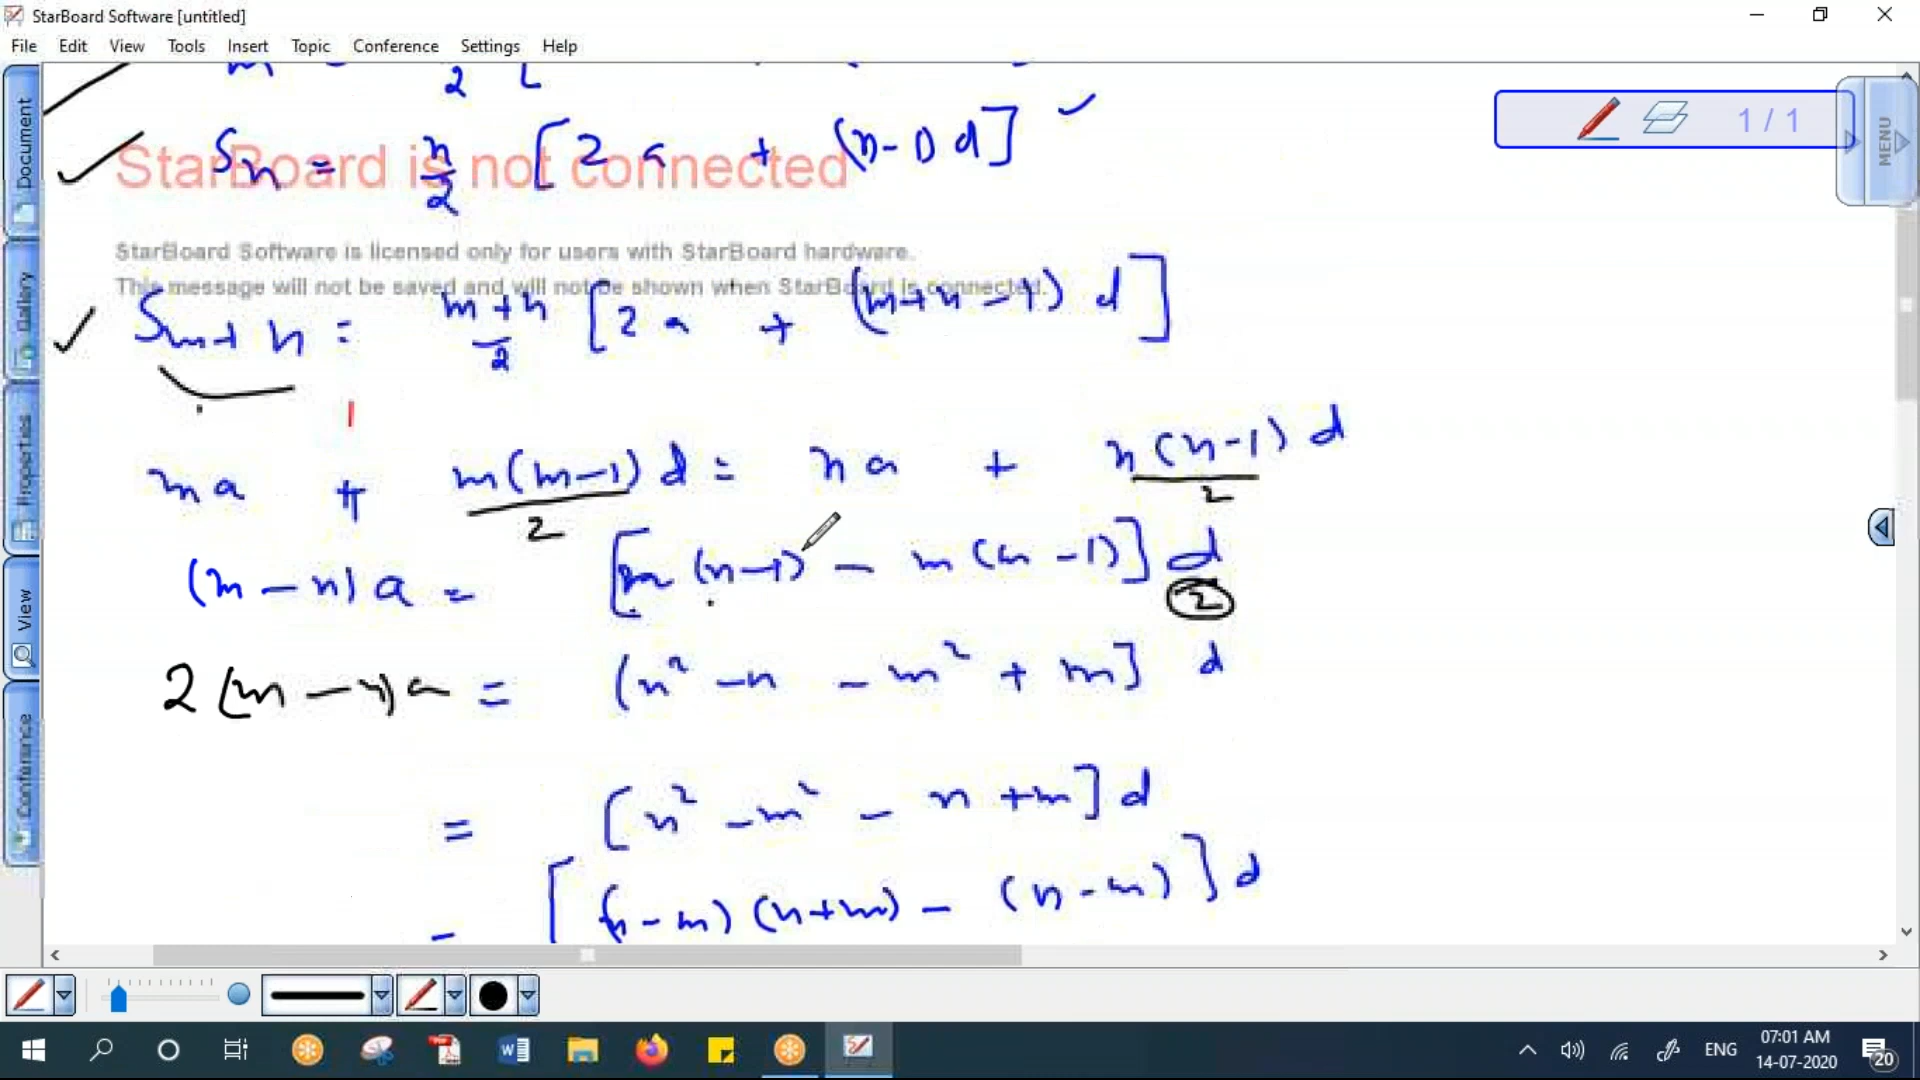 StarBoard Software [untitled]
File Edit View Tools Insert Topic Conference Settings Help
1 / 1
MENU
Document
Gallery
Properties
View
Conference
2
Sn = n/2 [2a + (n-1)d]
StarBoard is not connected
StarBoard Software is licensed only for users with StarBoard hardware.
This message will not be saved and will not be shown when StarBoard is connected.
Sm+n = m+n/2 [2a + (m+n-1)d]
ma + m(m-1)/2 d = na + n(n-1)d/2
(m-n)a = [n(n-1) - m(m-1)] d/2
2(m-n)a = (n² -n - m² + m] d
= [n² - m² - n + m] d
= [(n-m)(n+m) - (n-m)] d
07:01 AM
ENG
14-07-2020
20